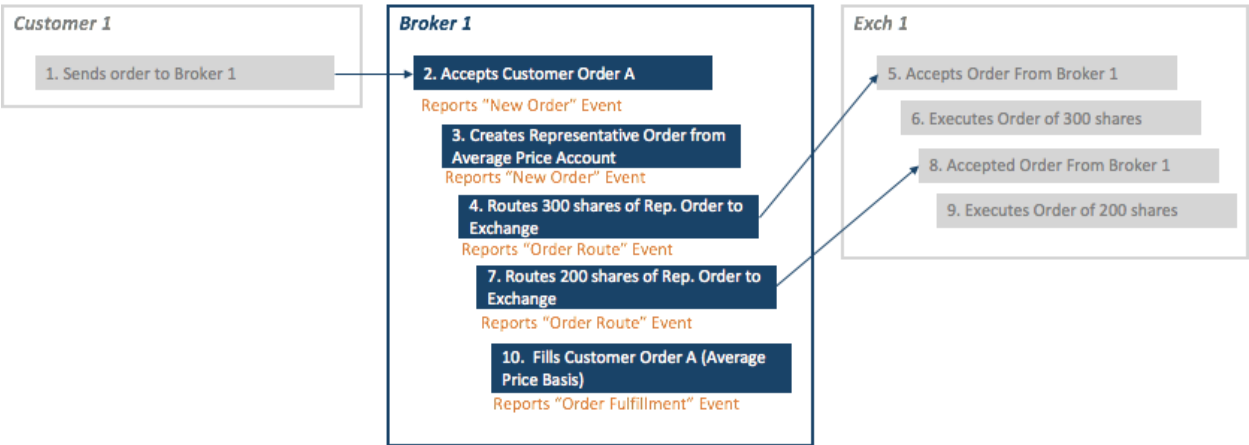 Customer 1
1. Sends order to Broker 1
Broker 1
2. Accepts Customer Order A
Reports "New Order" Event
3. Creates Representative Order from
Average Price Account
Reports "New Order" Event
4. Routes 300 shares of Rep. Order to
Exchange
Reports "Order Route" Event
7. Routes 200 shares of Rep. Order to
Exchange
Reports "Order Route" Event
10. Fills Customer Order A (Average
Price Basis)
Reports "Order Fulfillment" Event
Exch 1
5. Accepts Order From Broker 1
6. Executes Order of 300 shares
8. Accepted Order From Broker 1
9. Executes Order of 200 shares